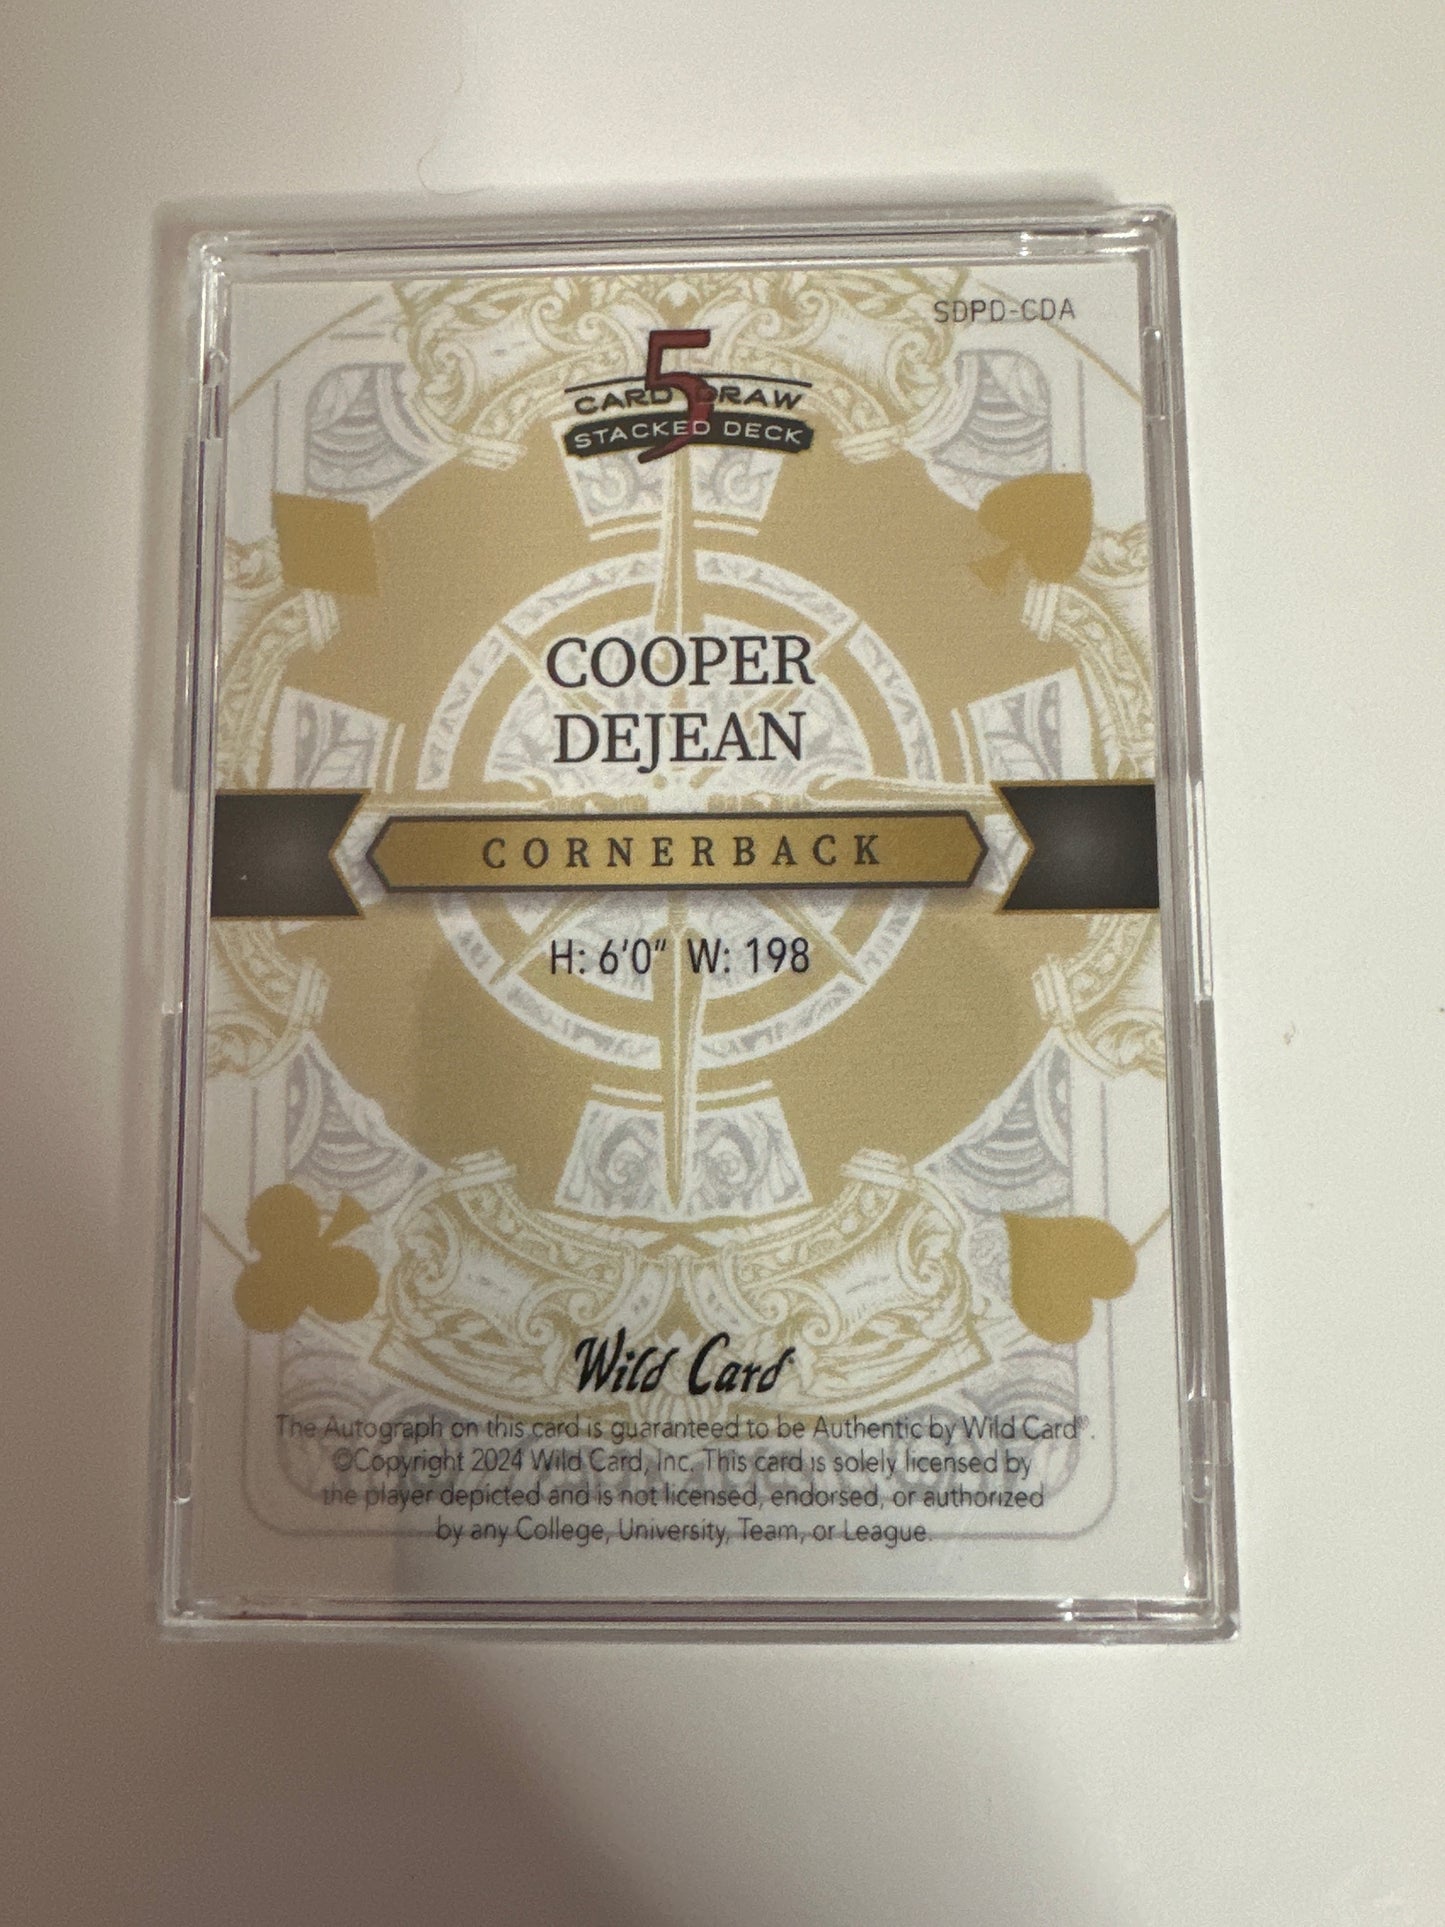 SDPD-CDA
5
CARD DRAW
STACKED DECK
COOPER
DEJEAN
CORNERBACK
H: 6'0" W: 198
Wild Card
The Autograph on this card is guaranteed to be Authentic by Wild Card®.
©Copyright 2024 Wild Card, Inc. This card is solely licensed by
the player depicted and is not licensed, endorsed, or authorized
by any College, University, Team, or League.